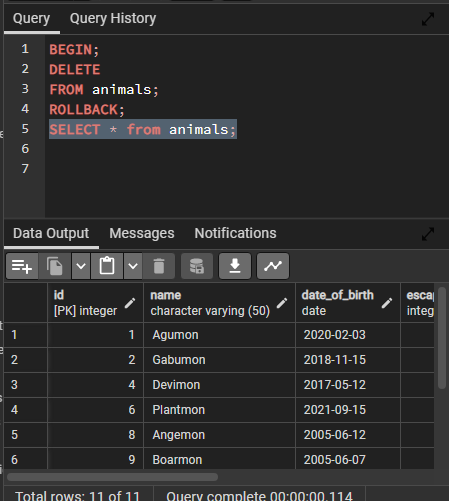 Query Query History
1 BEGIN;
2 DELETE
3 FROM animals;
4 ROLLBACK;
5 SELECT * from animals;
6
7
Data Output Messages Notifications
id name date_of_birth
[PK] integer character varying (50) date
1 1 Agumon 2020-02-03
2 2 Gabumon 2018-11-15
3 4 Devimon 2017-05-12
4 6 Plantmon 2021-09-15
5 8 Angemon 2005-06-12
6 9 Boarmon 2005-06-07
Total rows: 11 of 11 Query complete 00:00:00.114